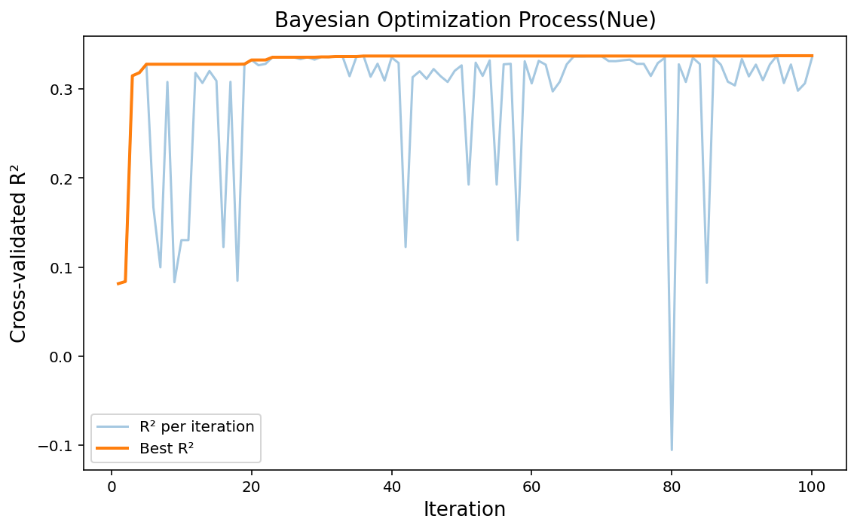 Bayesian Optimization Process(Nue)
Cross-validated R²
0.3
0.2
0.1
0.0
−0.1
R² per iteration
Best R²
0 20 40 60 80 100
Iteration